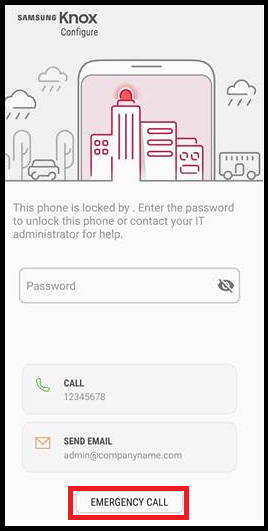 SAMSUNG Knox
Configure
This phone is locked by . Enter the password
to unlock this phone or contact your IT
administrator for help.
Password
CALL
12345678
SEND EMAIL
admin@companyname.com
EMERGENCY CALL